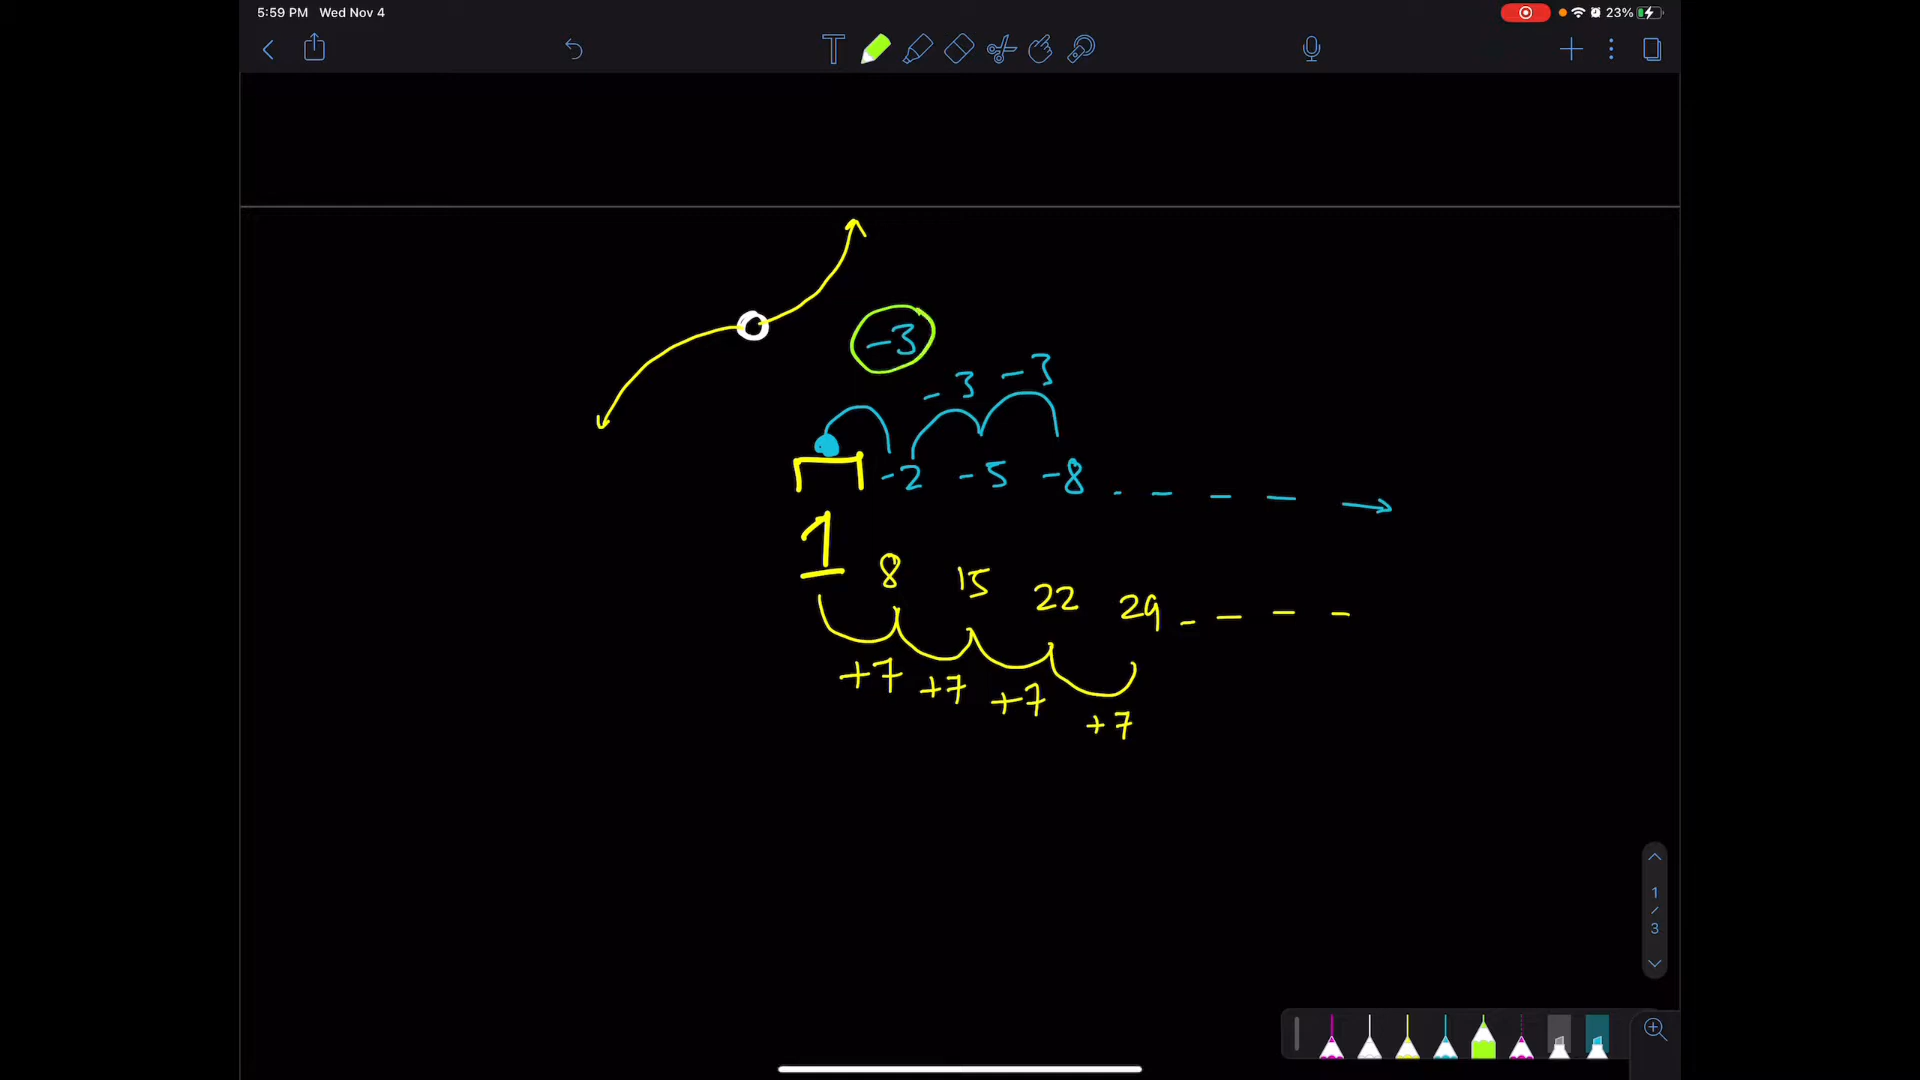 5:59 PM Wed Nov 4
23%
T
-3
-3 -3
-2 -5 -8 - - - - →
1 8 15 22 29 - - - -
+7 +7 +7 +7
1
/
3